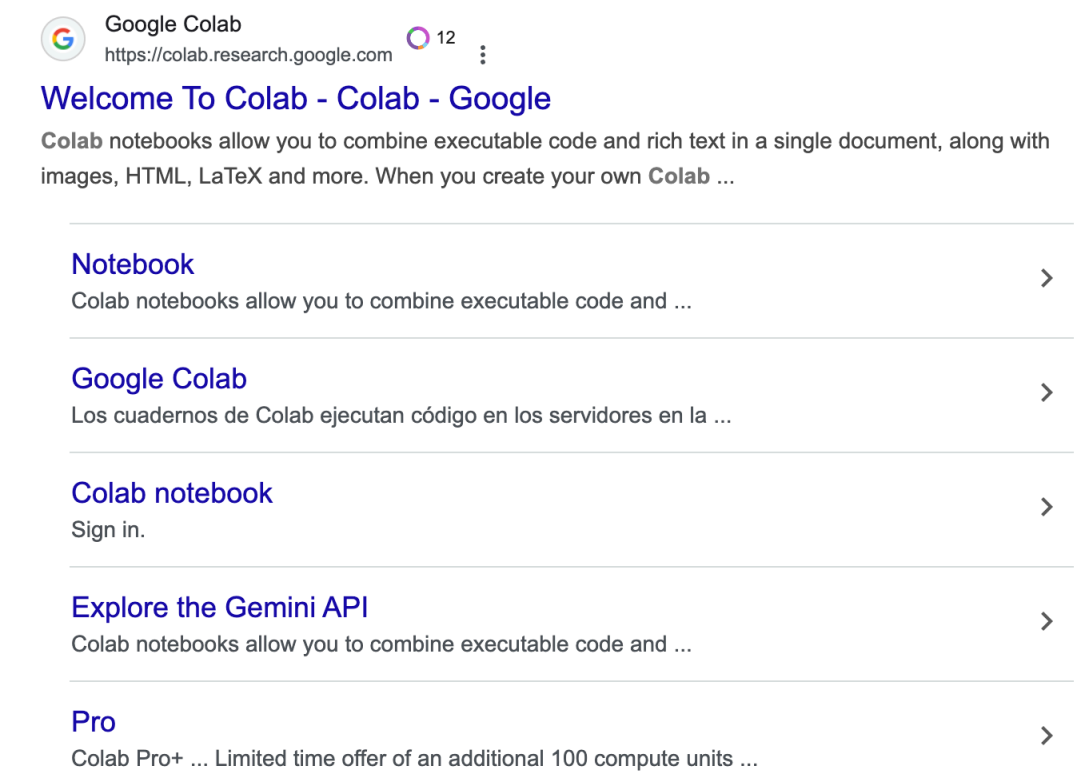 Google Colab
https://colab.research.google.com
12
Welcome To Colab - Colab - Google
Colab notebooks allow you to combine executable code and rich text in a single document, along with
images, HTML, LaTeX and more. When you create your own Colab ...
Notebook
Colab notebooks allow you to combine executable code and ...
Google Colab
Los cuadernos de Colab ejecutan código en los servidores en la ...
Colab notebook
Sign in.
Explore the Gemini API
Colab notebooks allow you to combine executable code and ...
Pro
Colab Pro+ ... Limited time offer of an additional 100 compute units ...